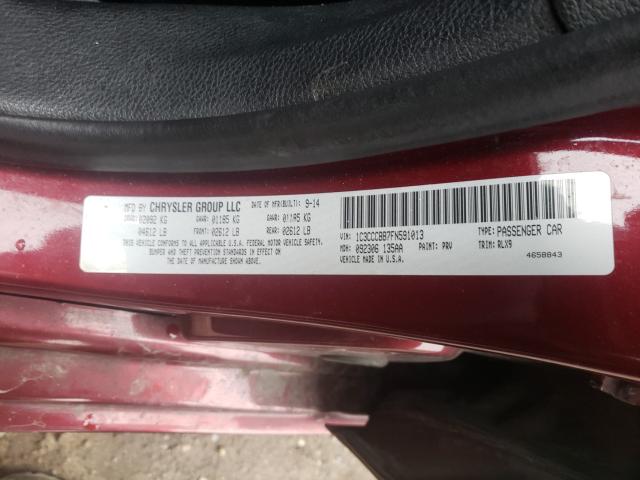 MFD BY CHRYSLER GROUP LLC DATE OF MFR(BUILT): 9-14
GVWR: 02092 KG GAWR: 01185 KG GAWR: 01185 KG
04612 LB FRONT: 02612 LB REAR: 02612 LB
THIS VEHICLE CONFORMS TO ALL APPLICABLE U.S.A. FEDERAL MOTOR VEHICLE SAFETY,
BUMPER AND THEFT PREVENTION STANDARDS IN EFFECT ON
THE DATE OF MANUFACTURE SHOWN ABOVE.
VIN: 1C3CCCBB7FN591013 TYPE: PASSENGER CAR
MDH: 092306 135AA PAINT: PRV TRIM: RLX9
VEHICLE MADE IN U.S.A. 4658843